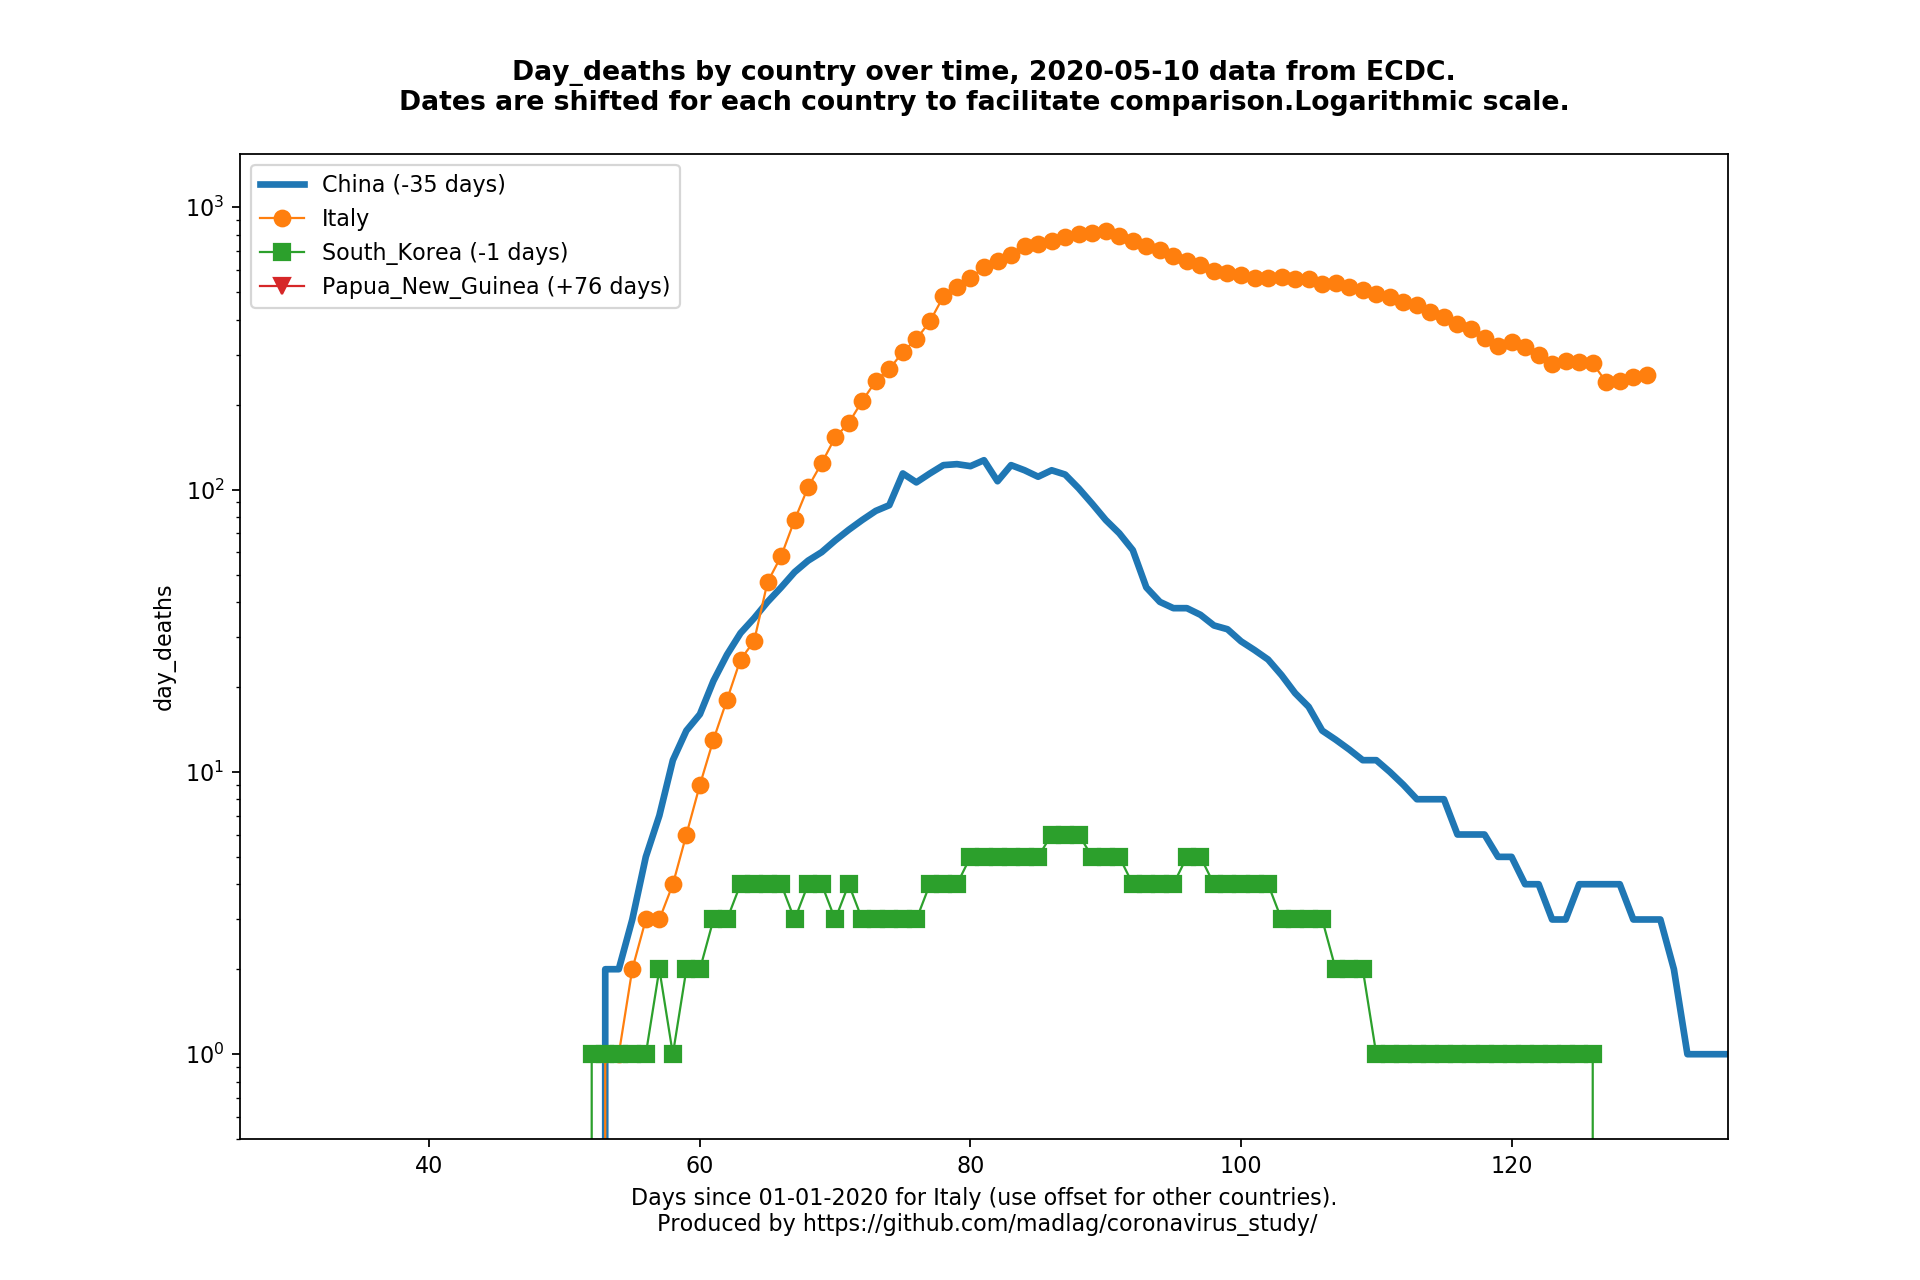 Day_deaths by country over time, 2020-05-10 data from ECDC.
Dates are shifted for each country to facilitate comparison.Logarithmic scale.
China (-35 days)
Italy
South_Korea (-1 days)
Papua_New_Guinea (+76 days)
10³
10²
10¹
10⁰
day_deaths
40 60 80 100 120
Days since 01-01-2020 for Italy (use offset for other countries).
Produced by https://github.com/madlag/coronavirus_study/